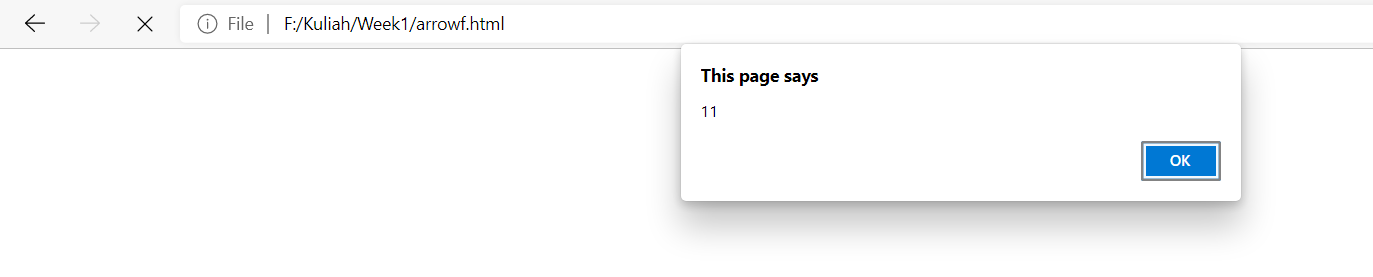 File | F:/Kuliah/Week1/arrowf.html
This page says
11
OK